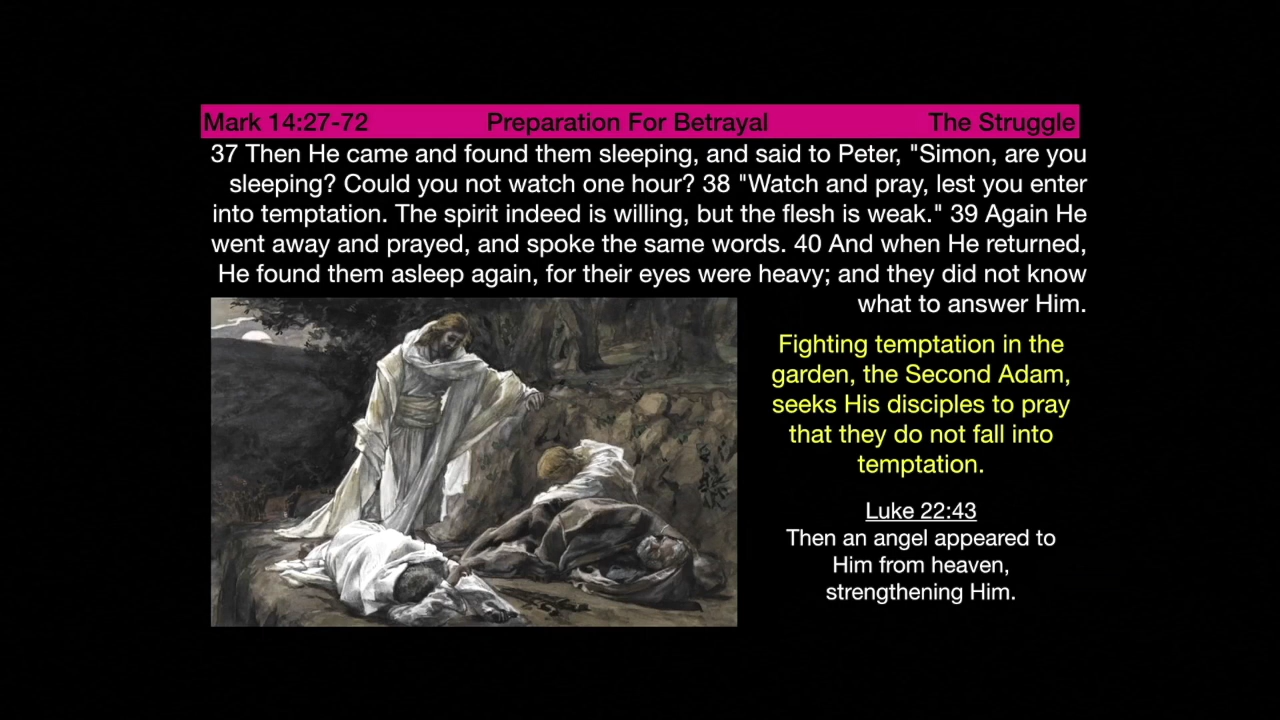 Mark 14:27-72 Preparation For Betrayal The Struggle
37 Then He came and found them sleeping, and said to Peter, "Simon, are you
sleeping? Could you not watch one hour? 38 "Watch and pray, lest you enter
into temptation. The spirit indeed is willing, but the flesh is weak." 39 Again He
went away and prayed, and spoke the same words. 40 And when He returned,
He found them asleep again, for their eyes were heavy; and they did not know
what to answer Him.
Fighting temptation in the
garden, the Second Adam,
seeks His disciples to pray
that they do not fall into
temptation.
Luke 22:43
Then an angel appeared to
Him from heaven,
strengthening Him.